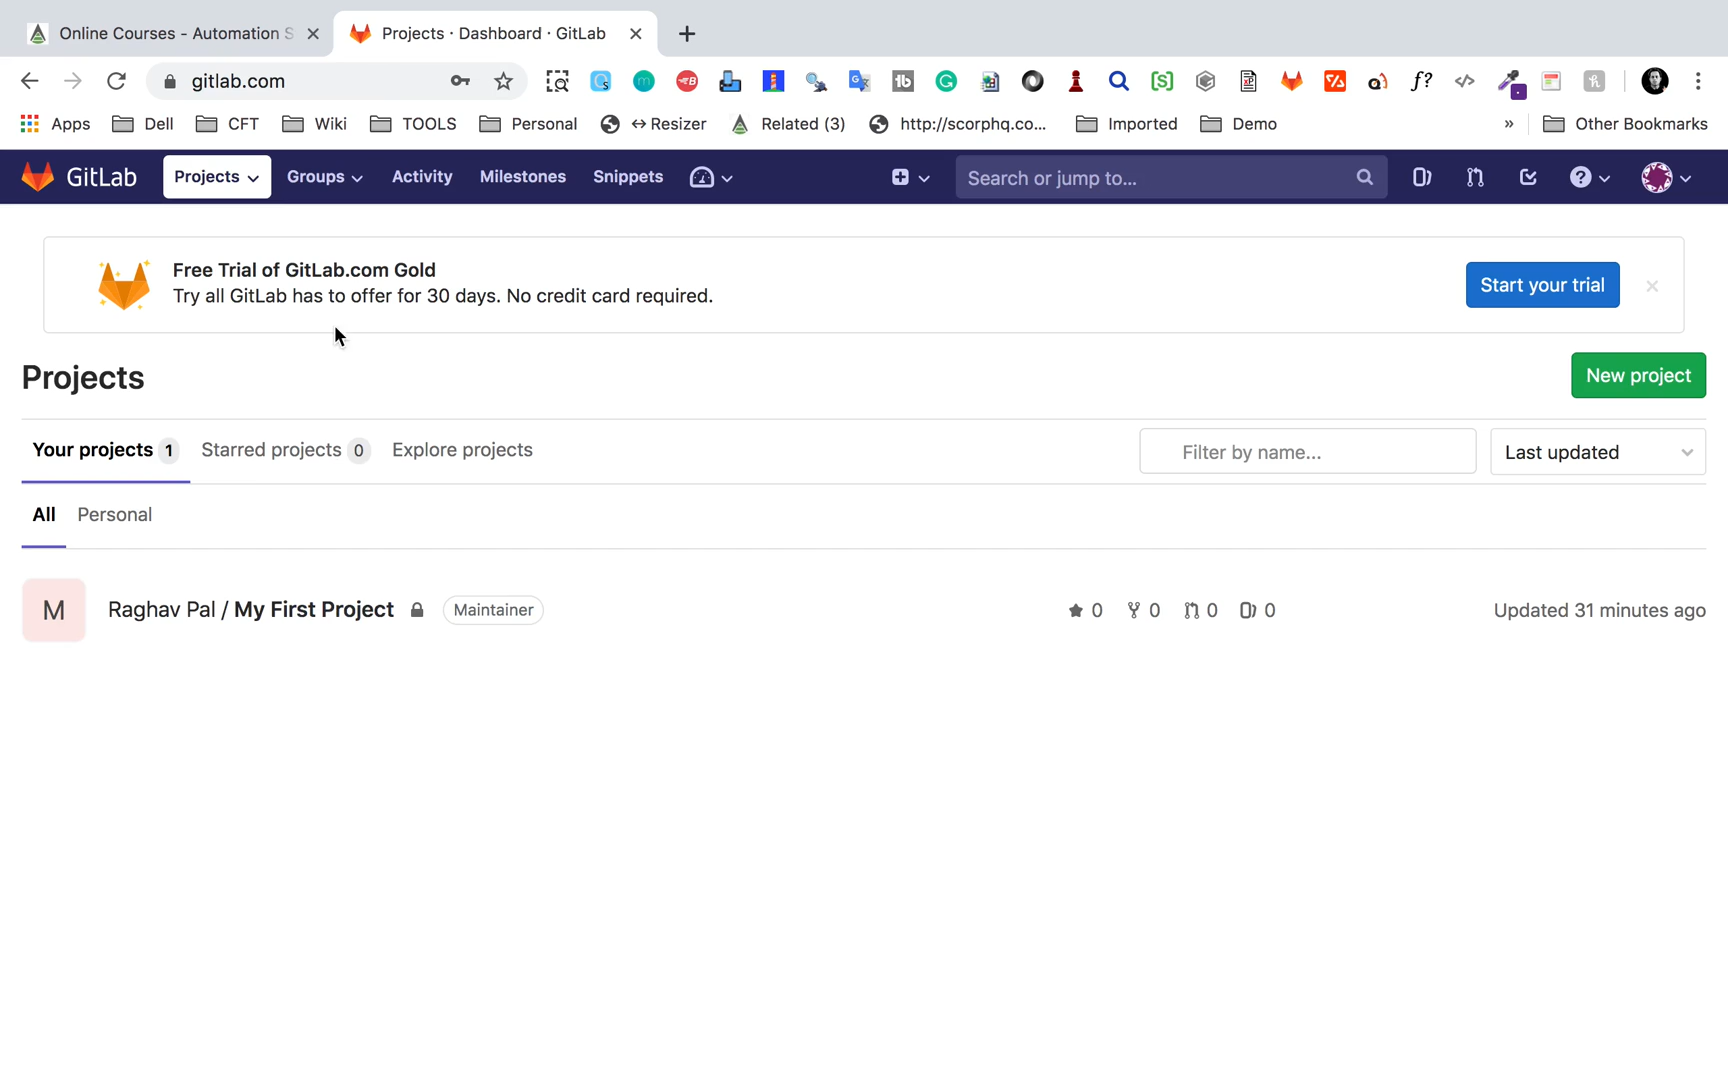 Online Courses - Automation S
Projects · Dashboard · GitLab
gitlab.com
Apps Dell CFT Wiki TOOLS Personal ↔ Resizer Related (3) http://scorphq.co... Imported Demo » Other Bookmarks
GitLab Projects Groups Activity Milestones Snippets Search or jump to...
Free Trial of GitLab.com Gold
Try all GitLab has to offer for 30 days. No credit card required.
Start your trial
Projects
New project
Your projects 1 Starred projects 0 Explore projects Filter by name... Last updated
All Personal
M Raghav Pal / My First Project Maintainer 0 0 0 0 Updated 31 minutes ago